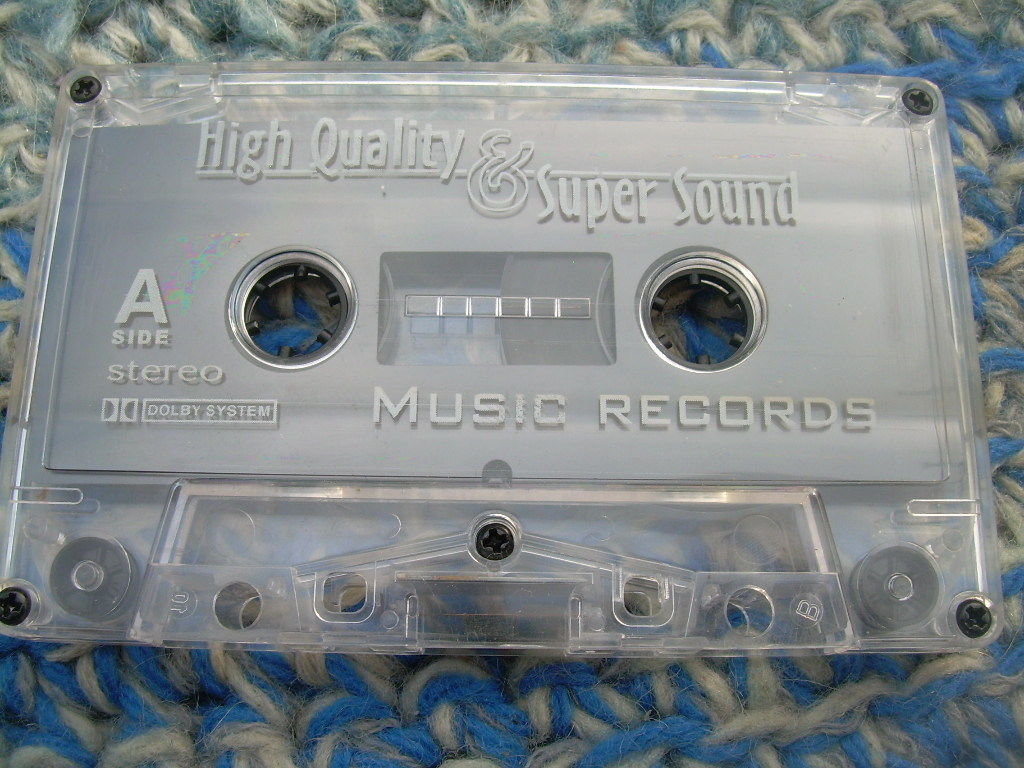 High Quality & Super Sound
A
SIDE
stereo
DOLBY SYSTEM
MUSIC RECORDS